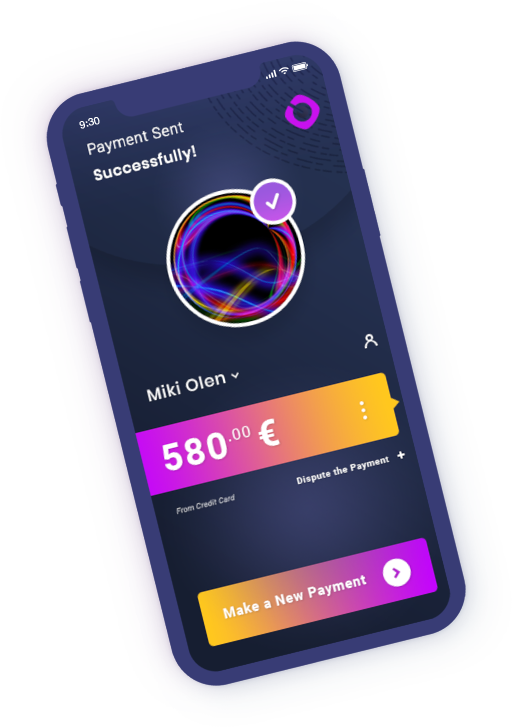 9:30
Payment Sent
Successfully!
Miki Olen
580.00 €
From Credit Card
Dispute the Payment +
Make a New Payment